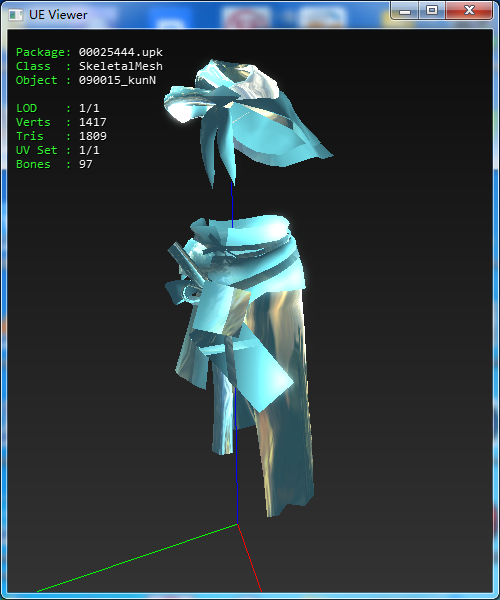 UE Viewer
Package: 00025444.upk
Class : SkeletalMesh
Object : 090015_kunN
LOD : 1/1
Verts : 1417
Tris : 1809
UV Set : 1/1
Bones : 97